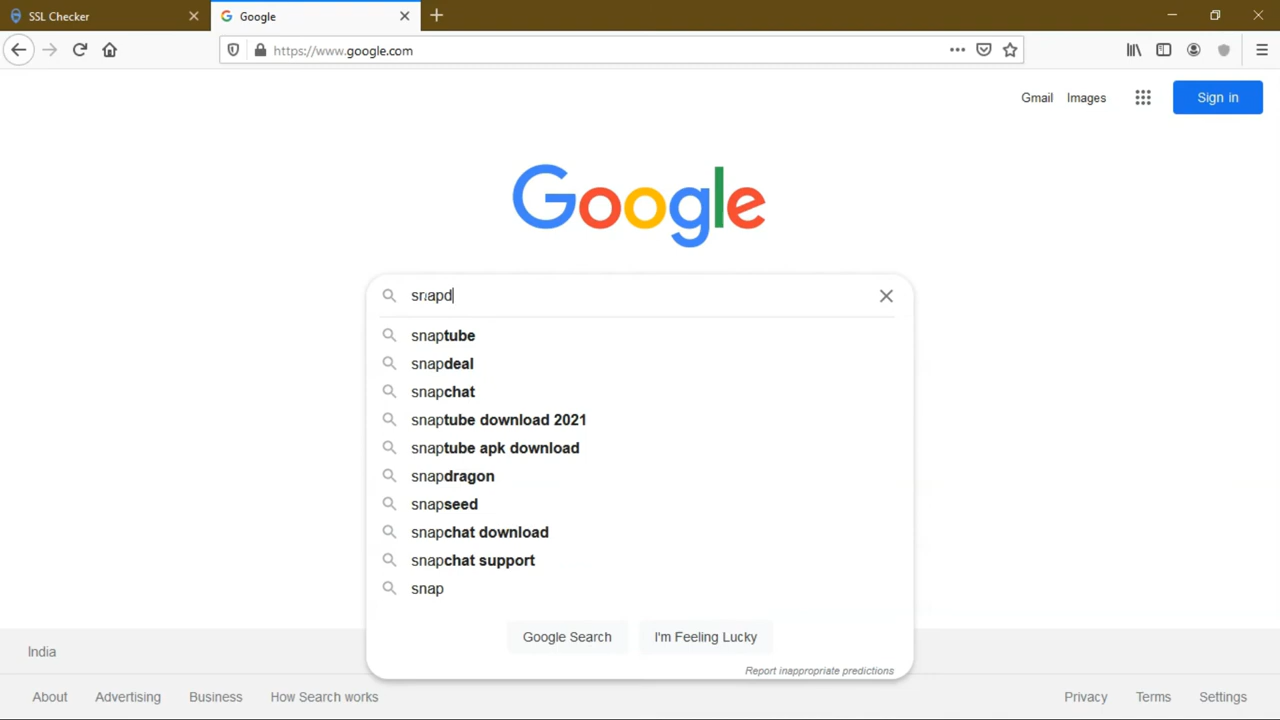 SSL Checker
Google
https://www.google.com
Gmail Images Sign in
Google
snapd
snaptube
snapdeal
snapchat
snaptube download 2021
snaptube apk download
snapdragon
snapseed
snapchat download
snapchat support
snap
Google Search I'm Feeling Lucky
Report inappropriate predictions
India
About Advertising Business How Search works Privacy Terms Settings